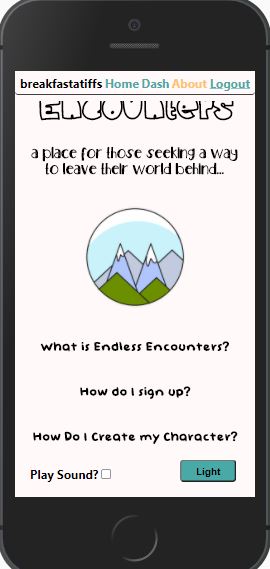 breakfastatiffs Home Dash About Logout
Encounters
a place for those seeking a way
to leave their world behind...
What is Endless Encounters?
How do I sign up?
How Do I Create my Character?
Play Sound? Light